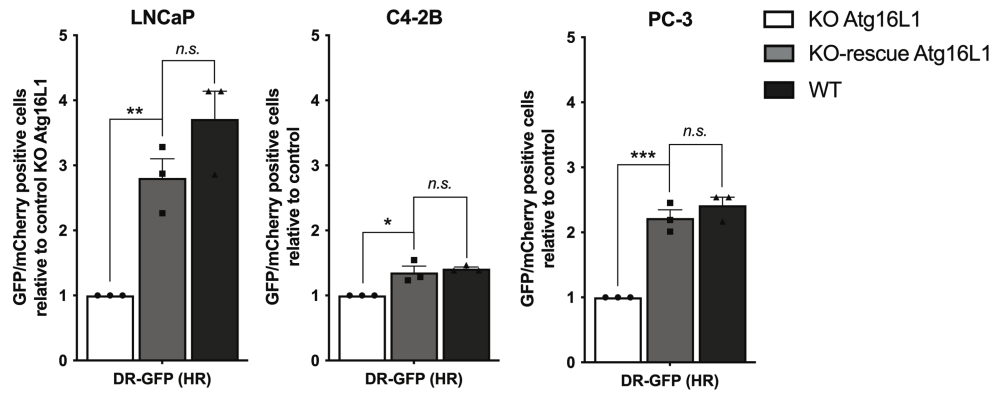 LNCaP
GFP/mCherry positive cells
relative to control KO Atg16L1
5
4
3
2
1
0
**
n.s.
DR-GFP (HR)
C4-2B
GFP/mCherry positive cells
relative to control
5
4
3
2
1
0
*
n.s.
DR-GFP (HR)
PC-3
GFP/mCherry positive cells
relative to control
5
4
3
2
1
0
***
n.s.
DR-GFP (HR)
KO Atg16L1
KO-rescue Atg16L1
WT